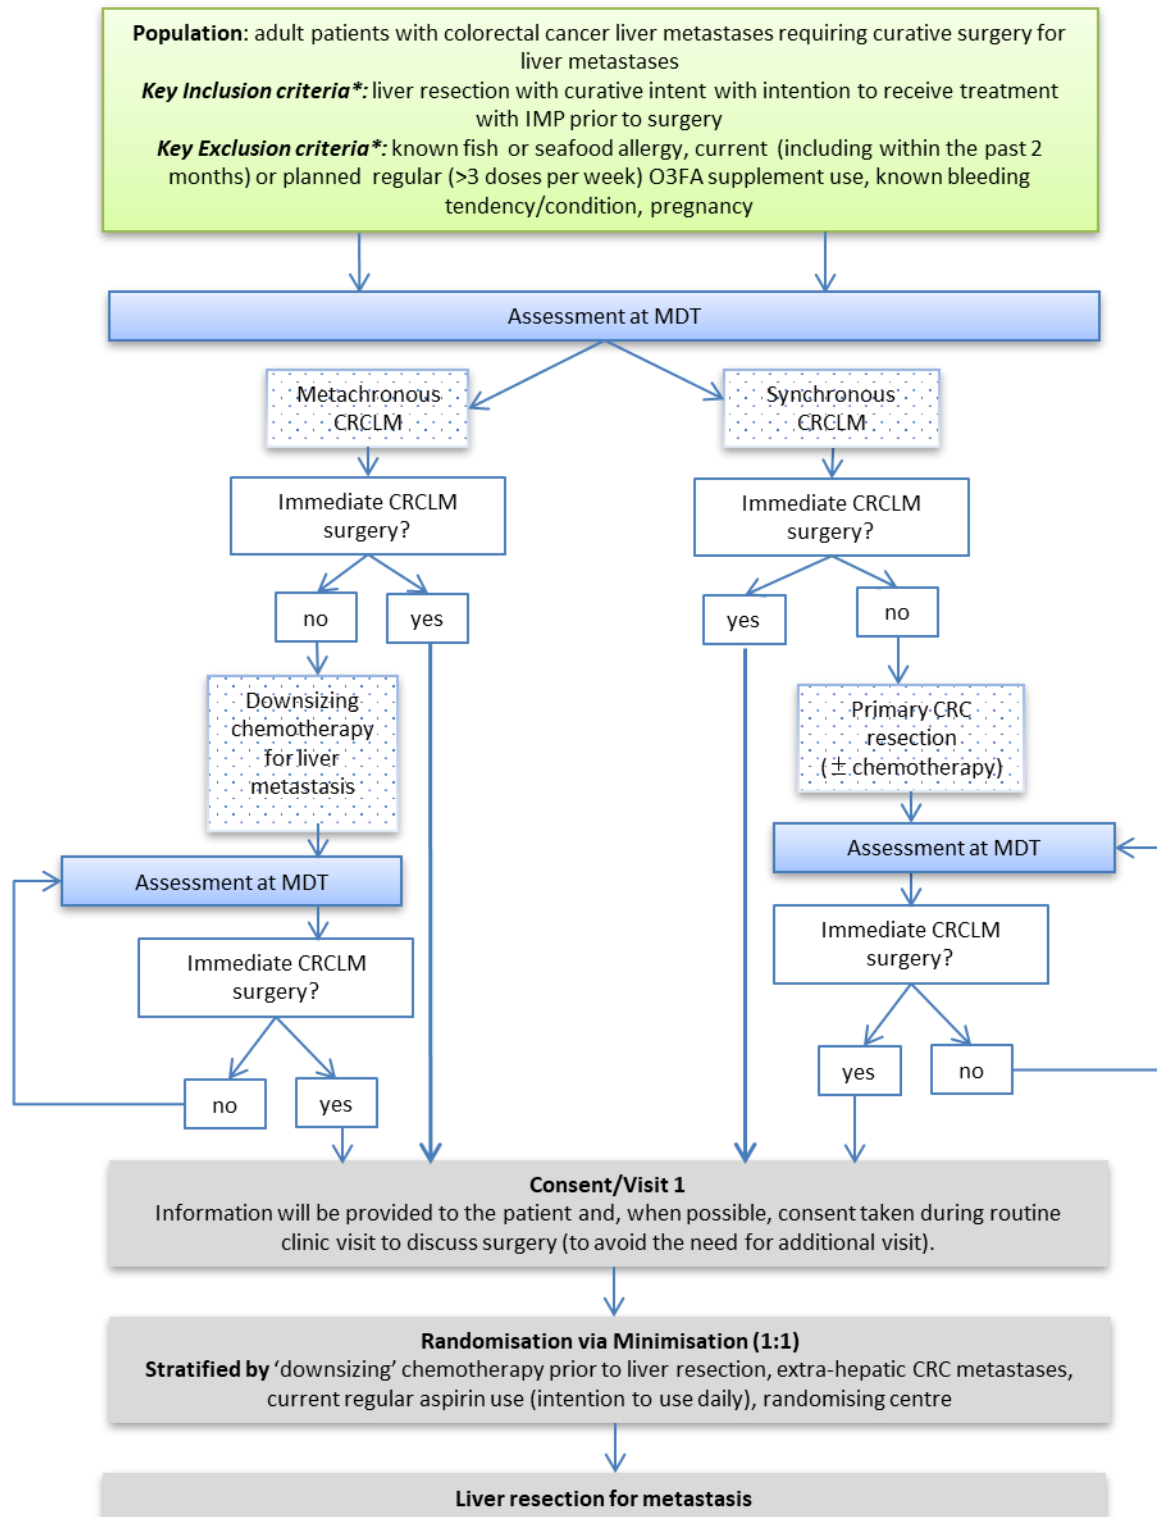 Population: adult patients with colorectal cancer liver metastases requiring curative surgery for
liver metastases
Key Inclusion criteria*: liver resection with curative intent with intention to receive treatment
with IMP prior to surgery
Key Exclusion criteria*: known fish or seafood allergy, current (including within the past 2
months) or planned regular (>3 doses per week) O3FA supplement use, known bleeding
tendency/condition, pregnancy
Assessment at MDT
Metachronous
CRCLM
Synchronous
CRCLM
Immediate CRCLM
surgery?
Immediate CRCLM
surgery?
no
yes
yes
no
Downsizing
chemotherapy
for liver
metastasis
Primary CRC
resection
(± chemotherapy)
Assessment at MDT
Assessment at MDT
Immediate CRCLM
surgery?
Immediate CRCLM
surgery?
no
yes
yes
no
Consent/Visit 1
Information will be provided to the patient and, when possible, consent taken during routine
clinic visit to discuss surgery (to avoid the need for additional visit).
Randomisation via Minimisation (1:1)
Stratified by ‘downsizing’ chemotherapy prior to liver resection, extra-hepatic CRC metastases,
current regular aspirin use (intention to use daily), randomising centre
Liver resection for metastasis